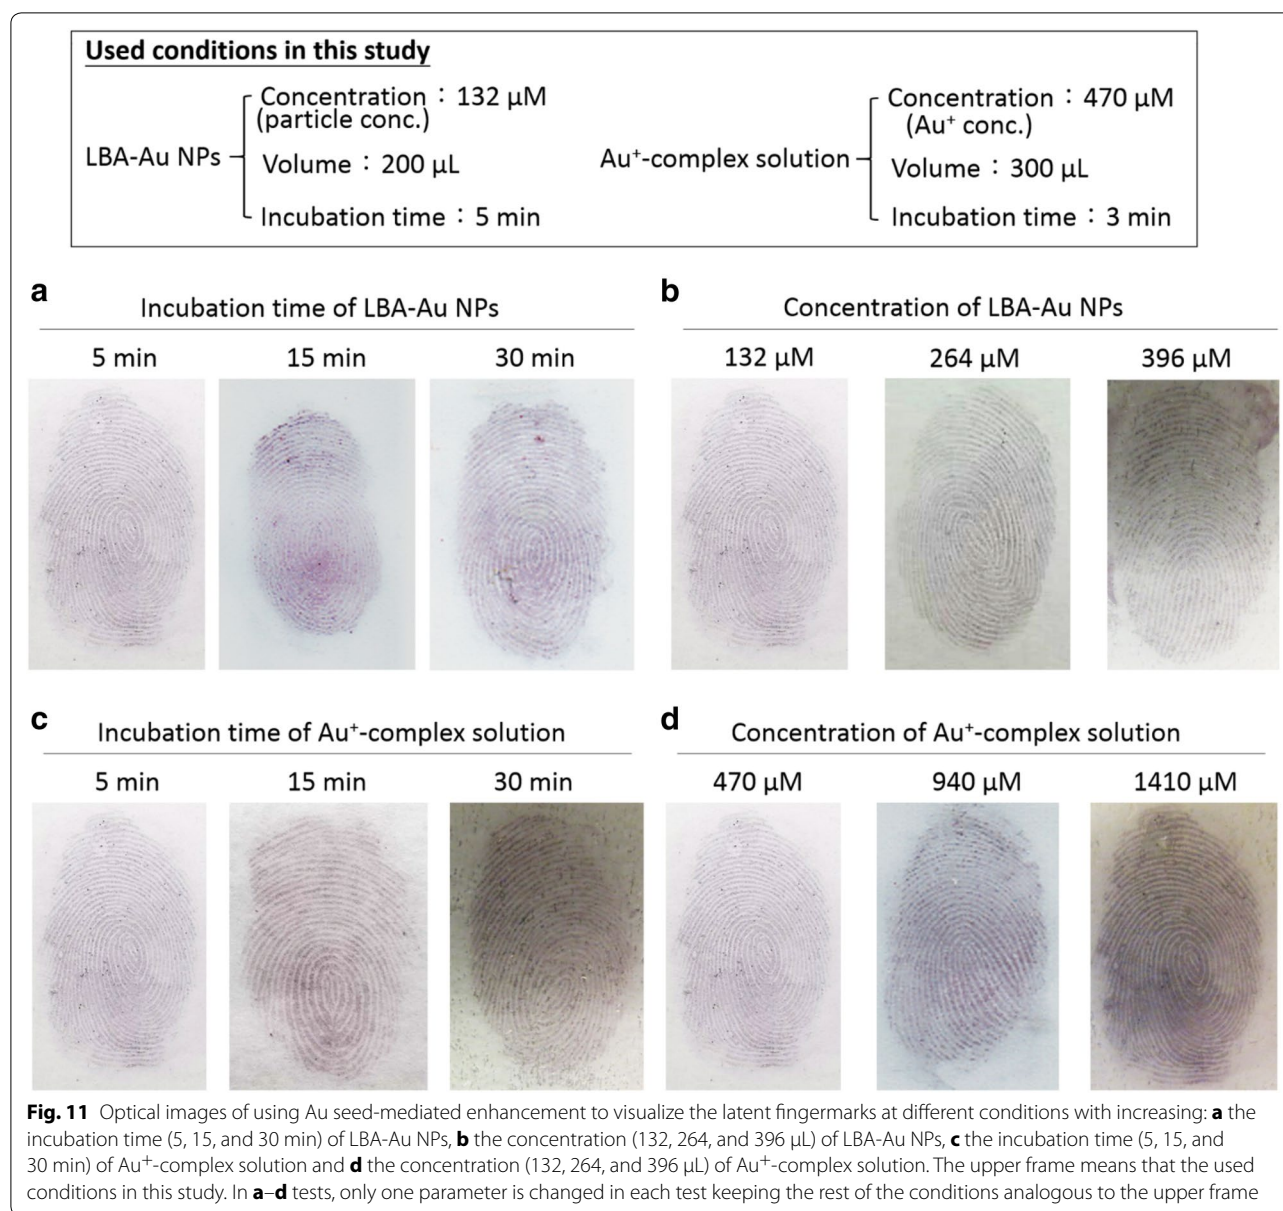 Used conditions in this study
LBA-Au NPs
Concentration：132 μM
(particle conc.)
Volume：200 μL
Incubation time：5 min
Au⁺-complex solution
Concentration：470 μM
(Au⁺ conc.)
Volume：300 μL
Incubation time：3 min
a
Incubation time of LBA-Au NPs
5 min 15 min 30 min
b
Concentration of LBA-Au NPs
132 μM 264 μM 396 μM
c
Incubation time of Au⁺-complex solution
5 min 15 min 30 min
d
Concentration of Au⁺-complex solution
470 μM 940 μM 1410 μM
Fig. 11 Optical images of using Au seed-mediated enhancement to visualize the latent fingermarks at different conditions with increasing: a the
incubation time (5, 15, and 30 min) of LBA-Au NPs, b the concentration (132, 264, and 396 μL) of LBA-Au NPs, c the incubation time (5, 15, and
30 min) of Au⁺-complex solution and d the concentration (132, 264, and 396 μL) of Au⁺-complex solution. The upper frame means that the used
conditions in this study. In a–d tests, only one parameter is changed in each test keeping the rest of the conditions analogous to the upper frame